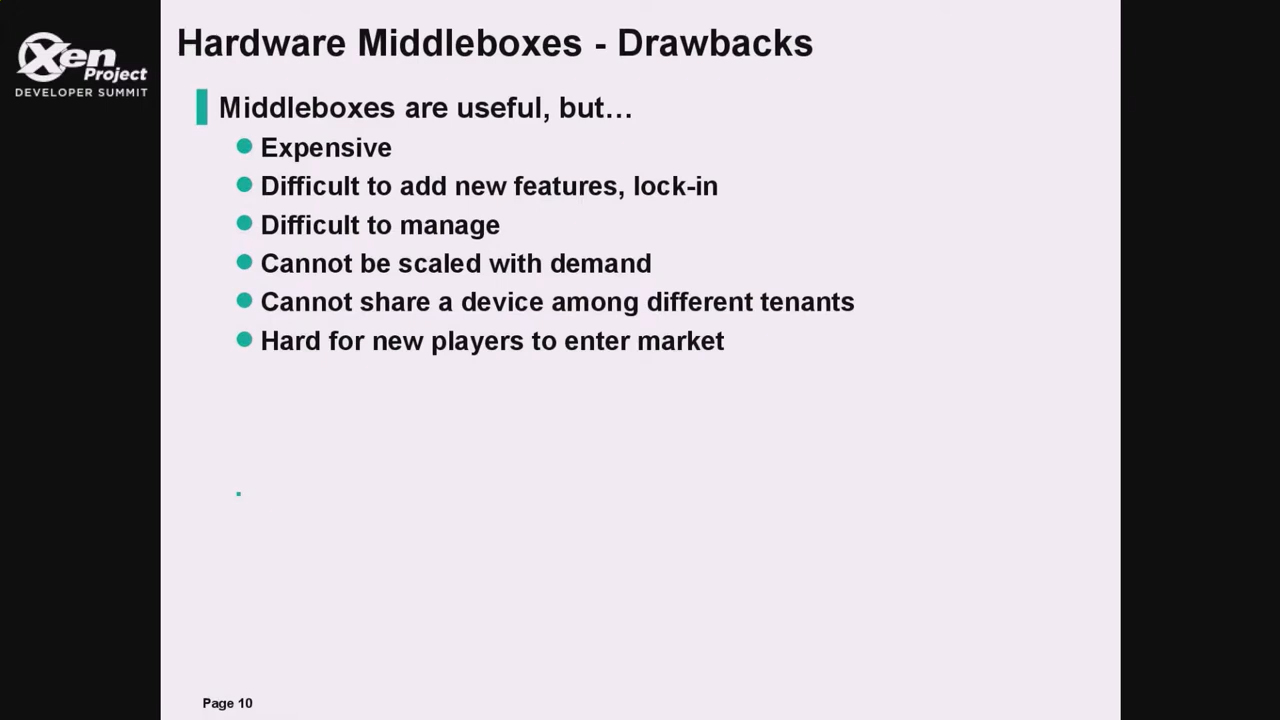 Xen
Project
DEVELOPER SUMMIT
Hardware Middleboxes - Drawbacks
Middleboxes are useful, but…
Expensive
Difficult to add new features, lock-in
Difficult to manage
Cannot be scaled with demand
Cannot share a device among different tenants
Hard for new players to enter market
Page 10